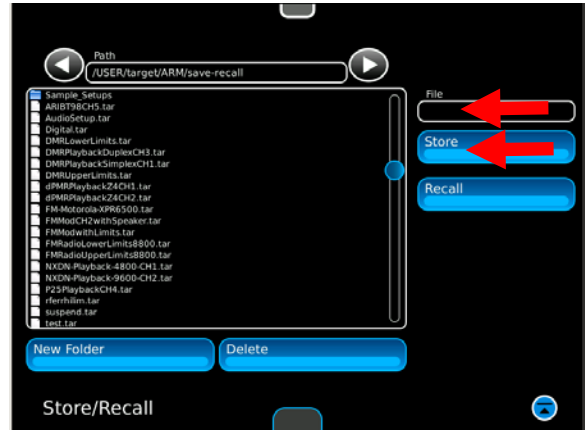 Path
/USER/target/ARM/save-recall
Sample_Setups
ARIBT98CH5.tar
AudioSetup.tar
Digital.tar
DMRLowerLimits.tar
DMRPlaybackDuplexCH3.tar
DMRPlaybackSimplexCH1.tar
DMRUpperLimits.tar
dPMRPlaybackZ4CH1.tar
dPMRPlaybackZ4CH2.tar
FM-Motorola-XPR6500.tar
FMModCH2withSpeaker.tar
FMModwithLimits.tar
FMRadioLowerLimits8800.tar
FMRadioUpperLimits8800.tar
NXDN-Playback-4800-CH1.tar
NXDN-Playback-9600-CH2.tar
P25PlaybackCH4.tar
rferrhilim.tar
suspend.tar
test.tar
File
Store
Recall
New Folder
Delete
Store/Recall